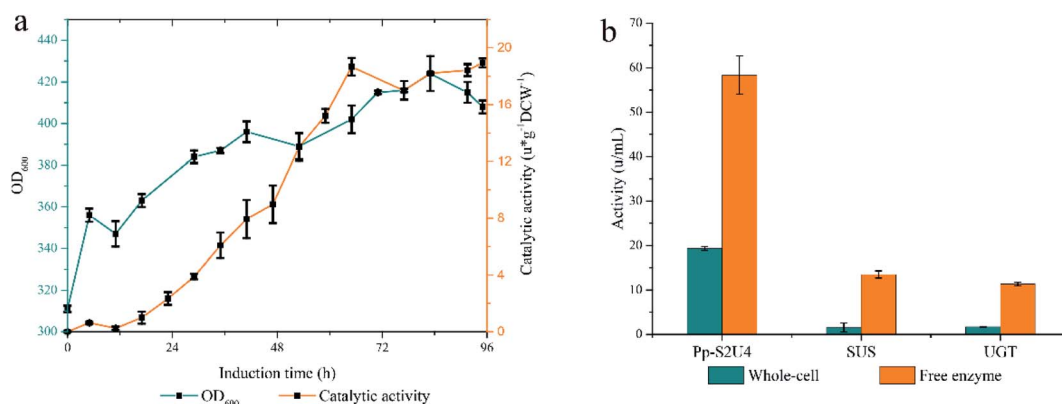 a
440
420
400
380
360
340
320
300
OD₆₀₀
20
16
12
8
4
0
Catalytic activity (u*g⁻¹DCW⁻¹)
0 24 48 72 96
Induction time (h)
OD₆₀₀ Catalytic activity
b
70
60
50
40
30
20
10
0
Activity (u/mL)
Pp-S2U4 SUS UGT
Whole-cell Free enzyme